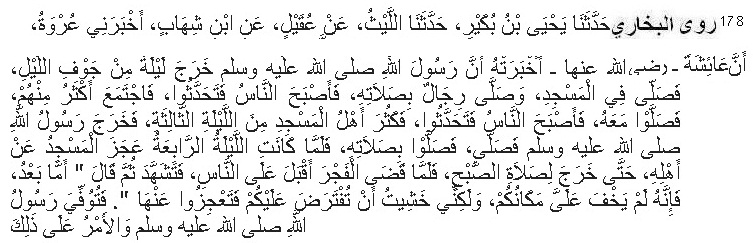 178 روى البخاري حَدَّثَنَا يَحْيَى بْنُ بُكَيْرٍ، حَدَّثَنَا اللَّيْثُ، عَنْ عُقَيْلٍ، عَنِ ابْنِ شِهَابٍ، أَخْبَرَنِي عُرْوَةُ،
أَنَّ عَائِشَةَ ـ رضى الله عنها ـ أَخْبَرَتْهُ أَنَّ رَسُولَ اللَّهِ صلى الله عليه وسلم خَرَجَ لَيْلَةً مِنْ جَوْفِ اللَّيْلِ،
فَصَلَّى فِي الْمَسْجِدِ، وَصَلَّى رِجَالٌ بِصَلاَتِهِ، فَأَصْبَحَ النَّاسُ فَتَحَدَّثُوا، فَاجْتَمَعَ أَكْثَرُ مِنْهُمْ،
فَصَلَّوْا مَعَهُ، فَأَصْبَحَ النَّاسُ فَتَحَدَّثُوا، فَكَثُرَ أَهْلُ الْمَسْجِدِ مِنَ اللَّيْلَةِ الثَّالِثَةِ، فَخَرَجَ رَسُولُ اللَّهِ
صلى الله عليه وسلم فَصَلَّى، فَصَلَّوْا بِصَلاَتِهِ، فَلَمَّا كَانَتِ اللَّيْلَةُ الرَّابِعَةُ عَجَزَ الْمَسْجِدُ عَنْ
أَهْلِهِ، حَتَّى خَرَجَ لِصَلاَةِ الصُّبْحِ، فَلَمَّا قَضَى الْفَجْرَ أَقْبَلَ عَلَى النَّاسِ، فَتَشَهَّدَ ثُمَّ قَالَ " أَمَّا بَعْدُ،
فَإِنَّهُ لَمْ يَخْفَ عَلَىَّ مَكَانُكُمْ، وَلَكِنِّي خَشِيتُ أَنْ تُفْتَرَضَ عَلَيْكُمْ فَتَعْجِزُوا عَنْهَا ". فَتُوُفِّيَ رَسُولُ
اللَّهِ صلى الله عليه وسلم وَالأَمْرُ عَلَى ذَلِكَ